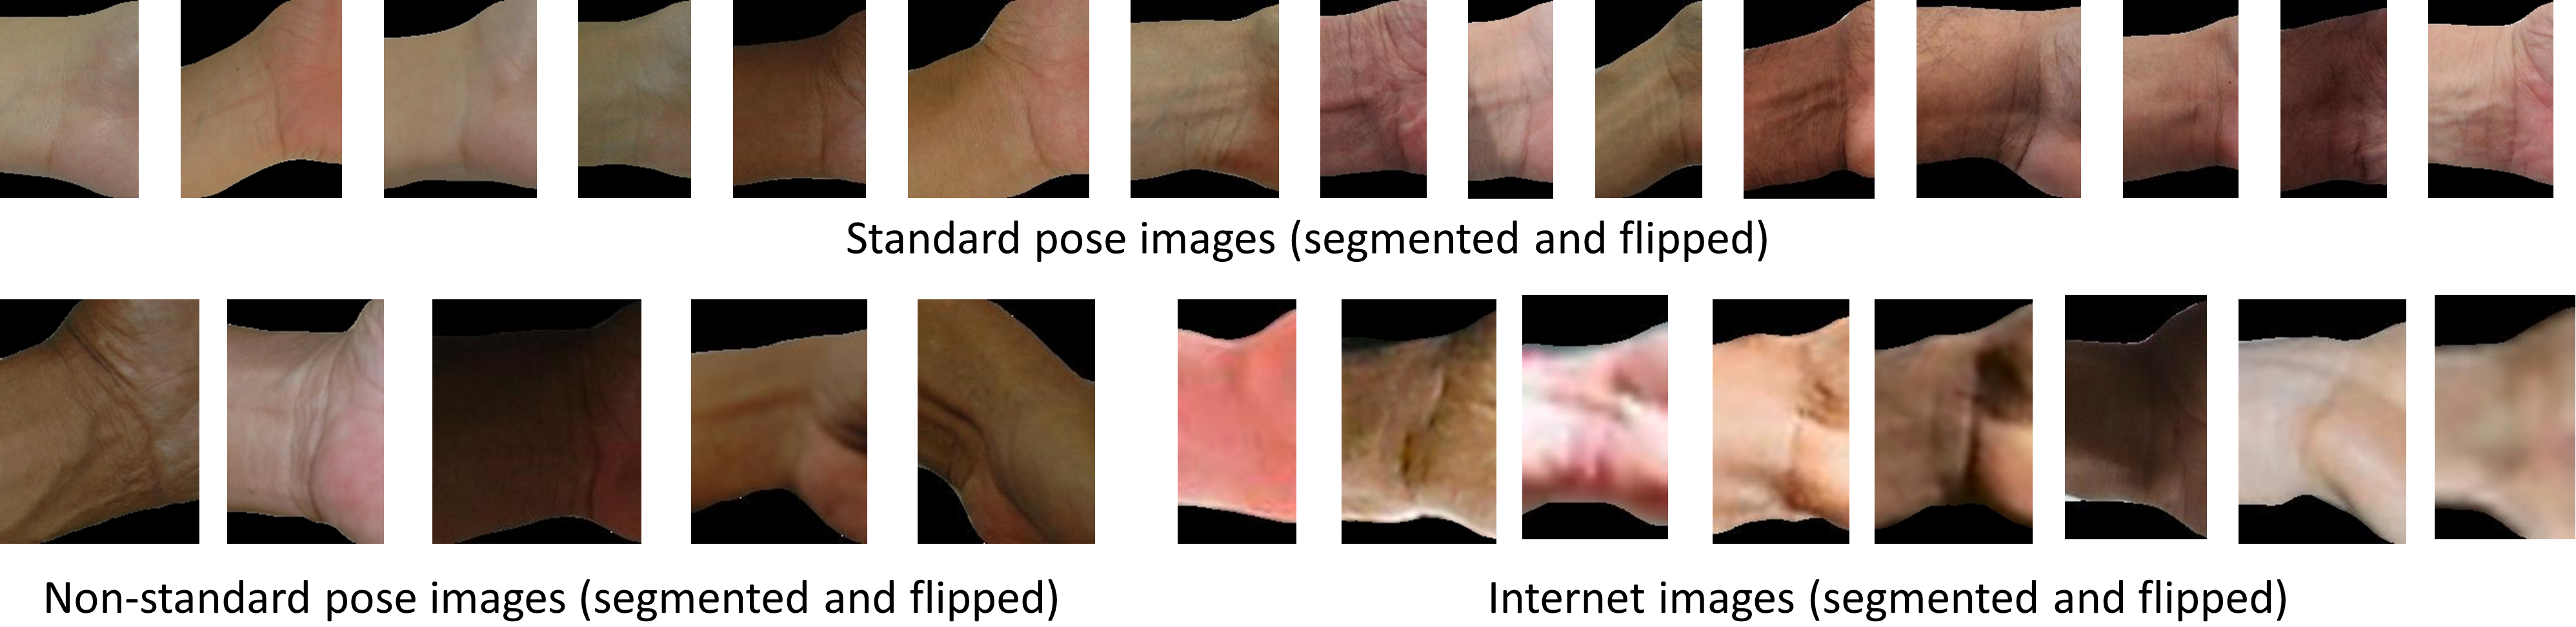 Standard pose images (segmented and flipped)
Non-standard pose images (segmented and flipped)
Internet images (segmented and flipped)